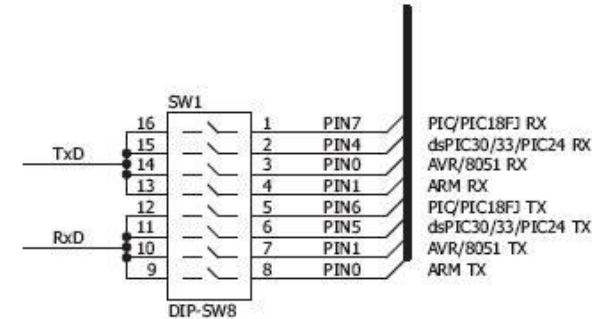 SW1
16 1 PIN7 PIC/PIC18FJ RX
15 2 PIN4 dsPIC30/33/PIC24 RX
TxD
14 3 PIN0 AVR/8051 RX
13 4 PIN1 ARM RX
12 5 PIN6 PIC/PIC18FJ TX
11 6 PIN5 dsPIC30/33/PIC24 TX
RxD
10 7 PIN1 AVR/8051 TX
9 8 PIN0 ARM TX
DIP-SW8